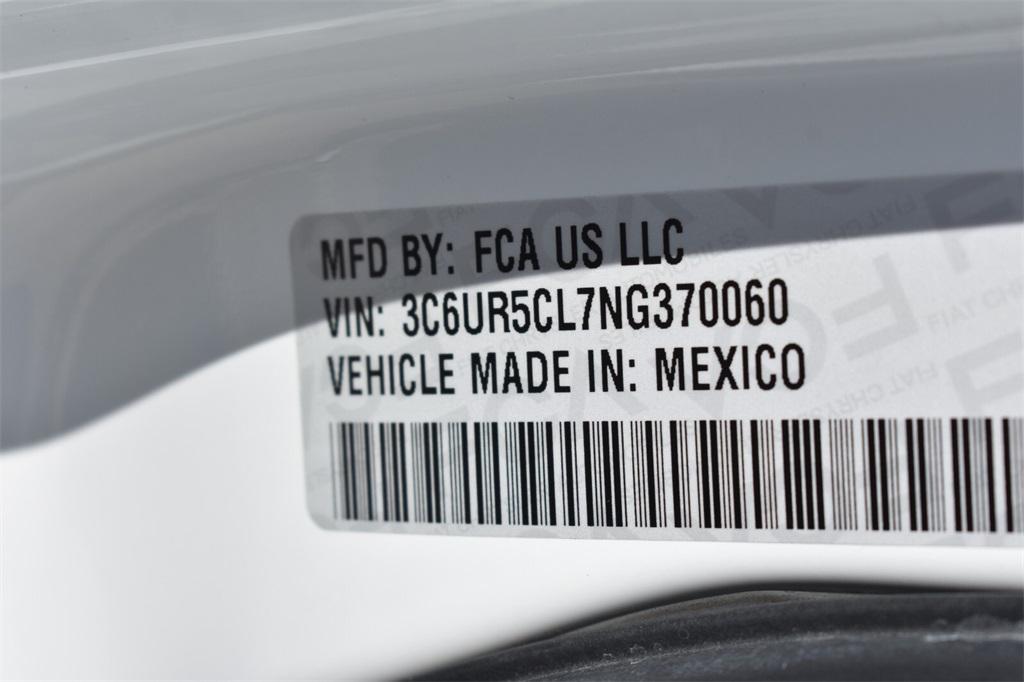 MFD BY: FCA US LLC
VIN: 3C6UR5CL7NG370060
VEHICLE MADE IN: MEXICO